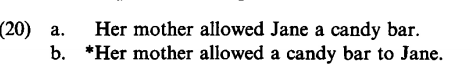 (20) a. Her mother allowed Jane a candy bar.
b. *Her mother allowed a candy bar to Jane.